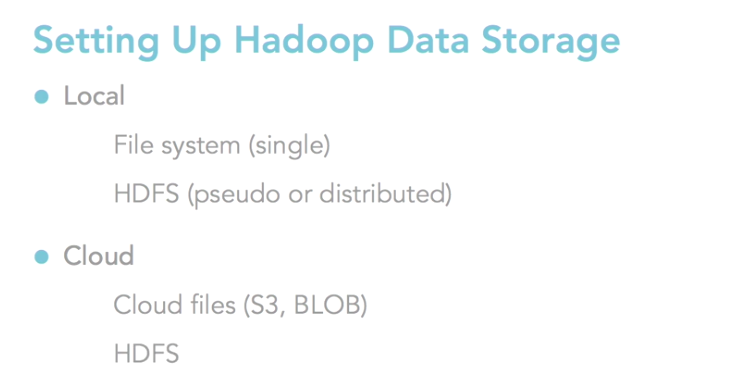 Setting Up Hadoop Data Storage
● Local
File system (single)
HDFS (pseudo or distributed)
● Cloud
Cloud files (S3, BLOB)
HDFS